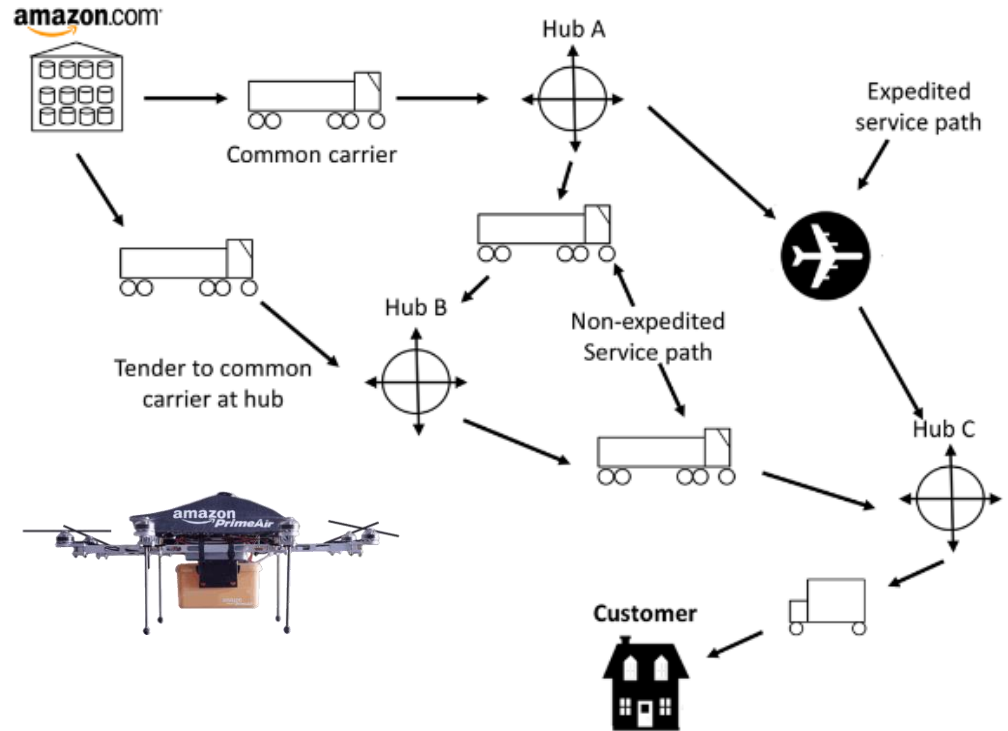 amazon.com
Hub A
Expedited
service path
Common carrier
Hub B
Non-expedited
Service path
Tender to common
carrier at hub
Hub C
amazon
PrimeAir
Customer